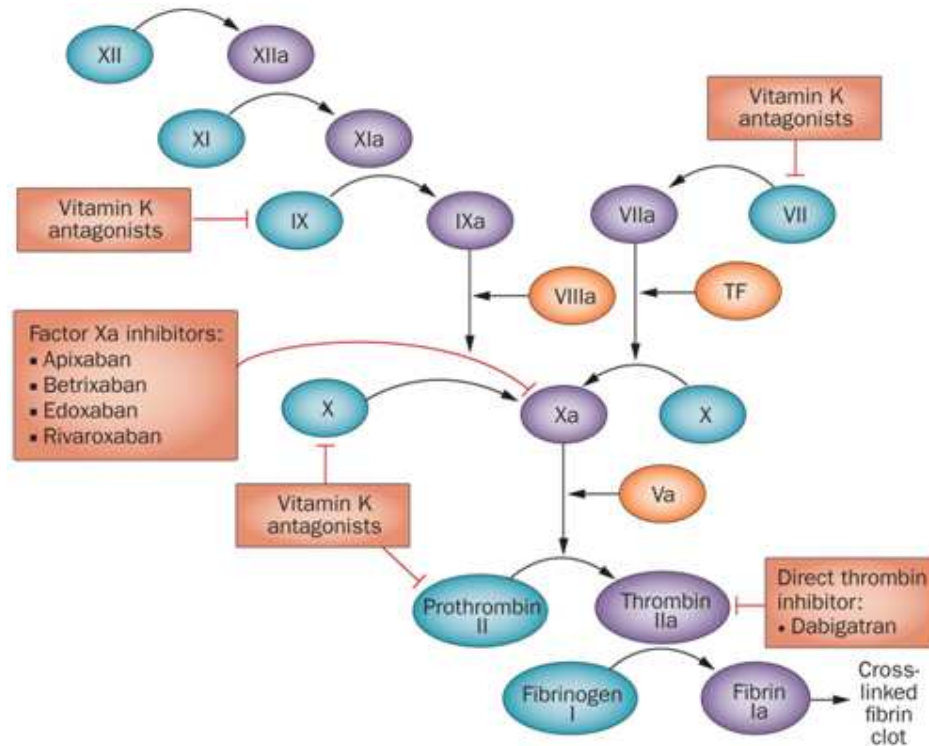 XII
XIIa
XI
XIa
Vitamin K
antagonists
Vitamin K
antagonists
IX
IXa
VIIa
VII
VIIIa
TF
Factor Xa inhibitors:
▪ Apixaban
▪ Betrixaban
▪ Edoxaban
▪ Rivaroxaban
X
Xa
X
Vitamin K
antagonists
Va
Prothrombin
II
Thrombin
IIa
Direct thrombin
inhibitor:
▪ Dabigatran
Fibrinogen
I
Fibrin
Ia
Cross-
linked
fibrin
clot